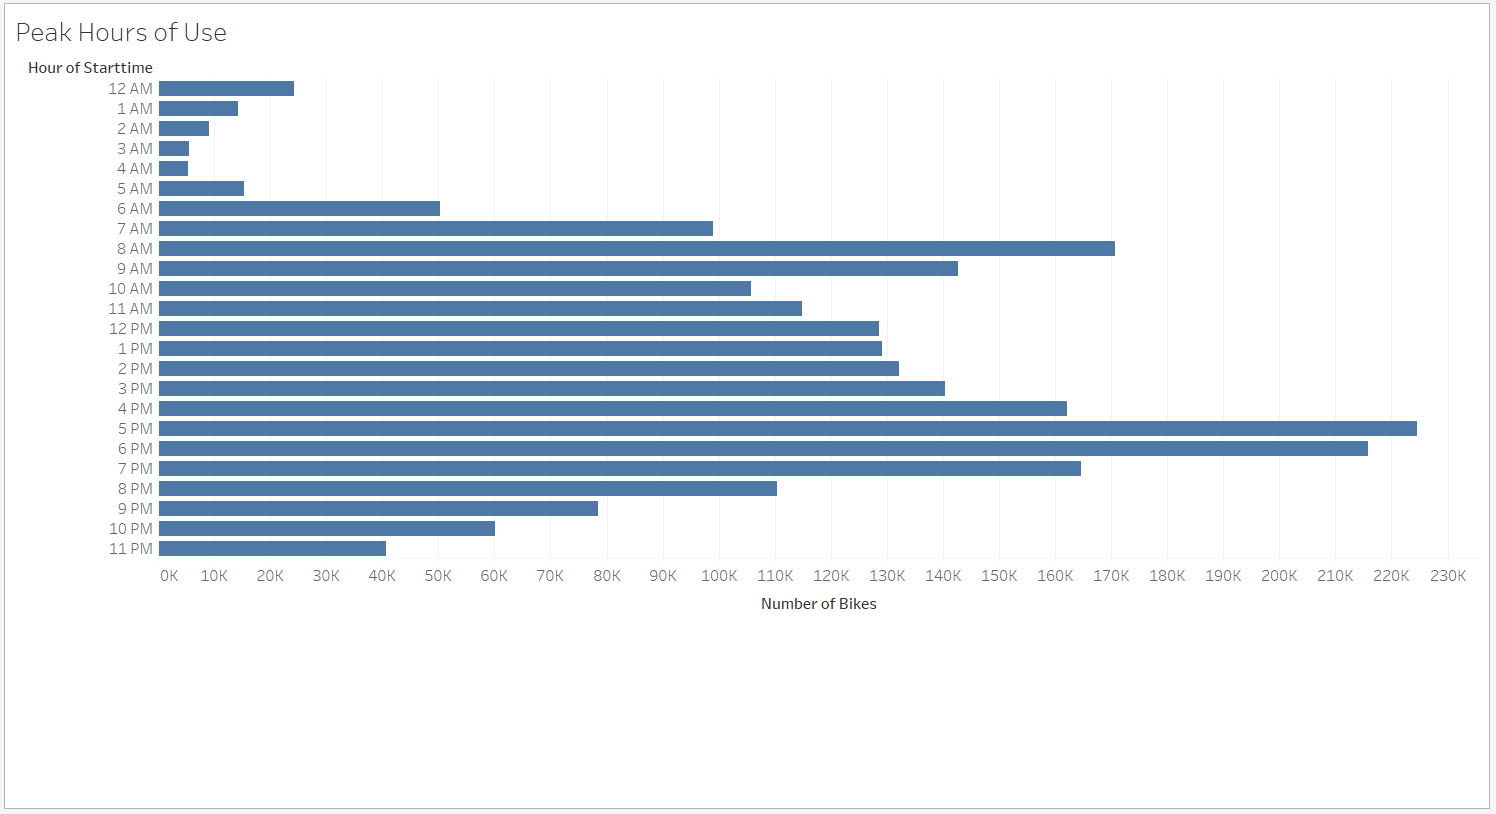 Peak Hours of Use
Hour of Starttime
12 AM
1 AM
2 AM
3 AM
4 AM
5 AM
6 AM
7 AM
8 AM
9 AM
10 AM
11 AM
12 PM
1 PM
2 PM
3 PM
4 PM
5 PM
6 PM
7 PM
8 PM
9 PM
10 PM
11 PM
0K 10K 20K 30K 40K 50K 60K 70K 80K 90K 100K 110K 120K 130K 140K 150K 160K 170K 180K 190K 200K 210K 220K 230K
Number of Bikes